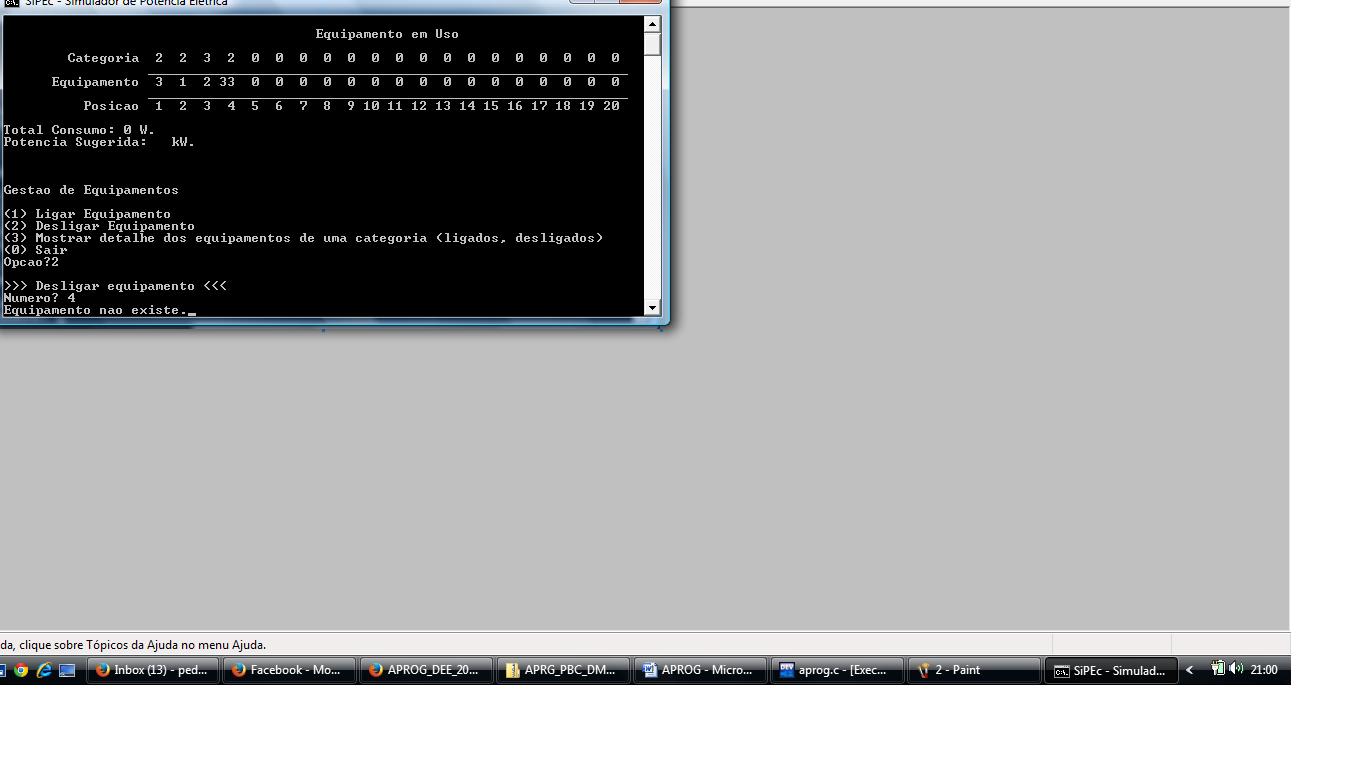 SiPEc - Simulador de Potencia Eletrica
Equipamento em Uso
Categoria 2 2 3 2 0 0 0 0 0 0 0 0 0 0 0 0 0 0 0 0
Equipamento 3 1 2 33 0 0 0 0 0 0 0 0 0 0 0 0 0 0 0 0
Posicao 1 2 3 4 5 6 7 8 9 10 11 12 13 14 15 16 17 18 19 20
Total Consumo: 0 W.
Potencia Sugerida: kW.
Gestao de Equipamentos
(1) Ligar Equipamento
(2) Desligar Equipamento
(3) Mostrar detalhe dos equipamentos de uma categoria (ligados, desligados)
(0) Sair
Opcao?2
>>> Desligar equipamento <<<
Numero? 4
Equipamento nao existe._
da, clique sobre Tópicos da Ajuda no menu Ajuda.
Inbox (13) - ped... Facebook - Mo... APROG_DEE_20... APRG_PBC_DM... APROG - Micro... aprog.c - [Exec... 2 - Paint SiPEc - Simulad... < 21:00